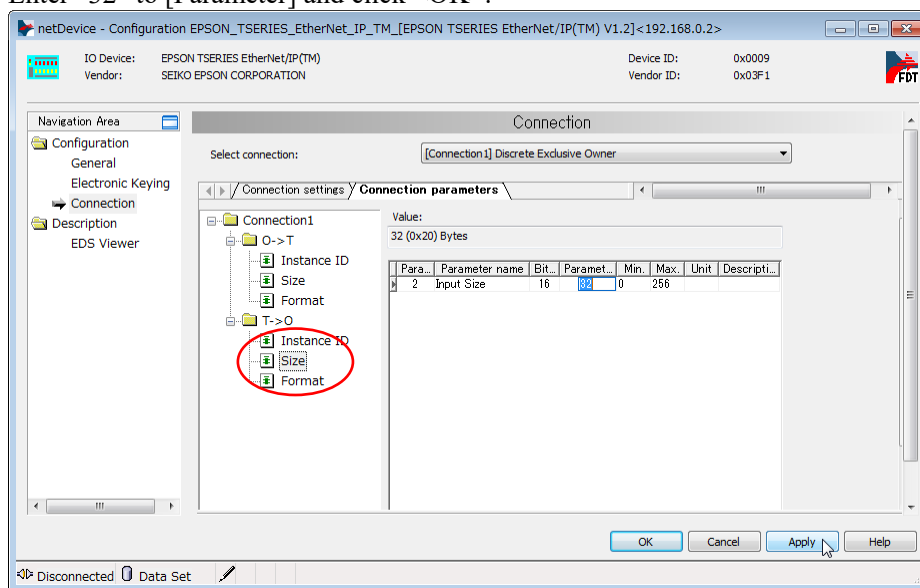 Enter "32" to [Parameter] and click "OK".
netDevice - Configuration EPSON_TSERIES_EtherNet_IP_TM_[EPSON TSERIES EtherNet/IP(TM) V1.2]<192.168.0.2>
IO Device: EPSON TSERIES EtherNet/IP(TM) Device ID: 0x0009
Vendor: SEIKO EPSON CORPORATION Vendor ID: 0x03F1
FDT
Navigation Area
Configuration
General
Electronic Keying
Connection
Description
EDS Viewer
Connection
Select connection: [Connection1] Discrete Exclusive Owner
Connection settings Connection parameters
Connection1
O->T
Instance ID
Size
Format
T->O
Instance ID
Size
Format
Value:
32 (0x20) Bytes
Para... Parameter name Bit... Paramet... Min. Max. Unit Descripti...
2 Input Size 16 32 0 256
OK Cancel Apply Help
Disconnected Data Set